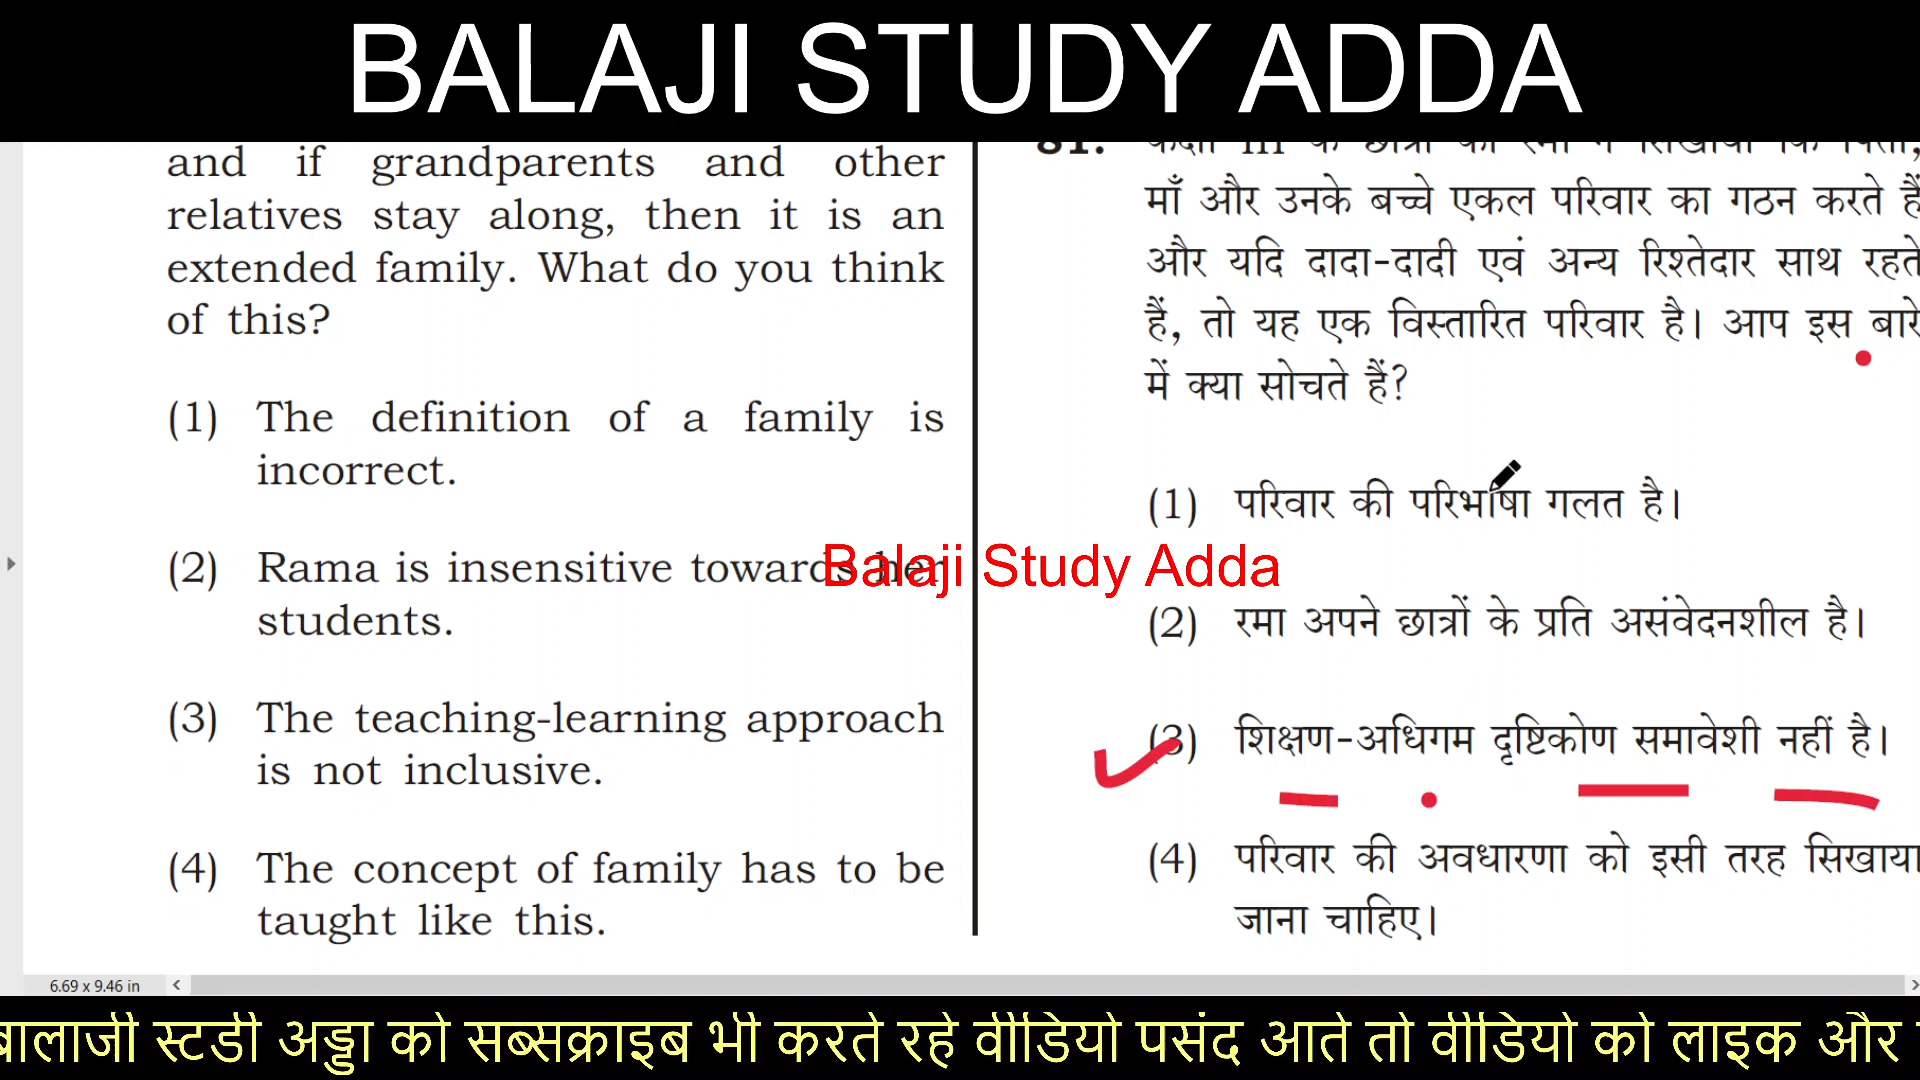 BALAJI STUDY ADDA
and if grandparents and other
relatives stay along, then it is an
extended family. What do you think
of this?
(1) The definition of a family is
incorrect.
(2) Rama is insensitive towards her
students.
(3) The teaching-learning approach
is not inclusive.
(4) The concept of family has to be
taught like this.
81. कक्षा III के छात्रों को रमा ने सिखाया कि पिता,
माँ और उनके बच्चे एकल परिवार का गठन करते हैं
और यदि दादा-दादी एवं अन्य रिश्तेदार साथ रहते
हैं, तो यह एक विस्तारित परिवार है। आप इस बारे
में क्या सोचते हैं?
(1) परिवार की परिभाषा गलत है।
(2) रमा अपने छात्रों के प्रति असंवेदनशील है।
(3) शिक्षण-अधिगम दृष्टिकोण समावेशी नहीं है।
(4) परिवार की अवधारणा को इसी तरह सिखाया
जाना चाहिए।
Balaji Study Adda
6.69 x 9.46 in
बालाजी स्टडी अड्डा को सब्सक्राइब भी करते रहे वीडियो पसंद आते तो वीडियो को लाइक और